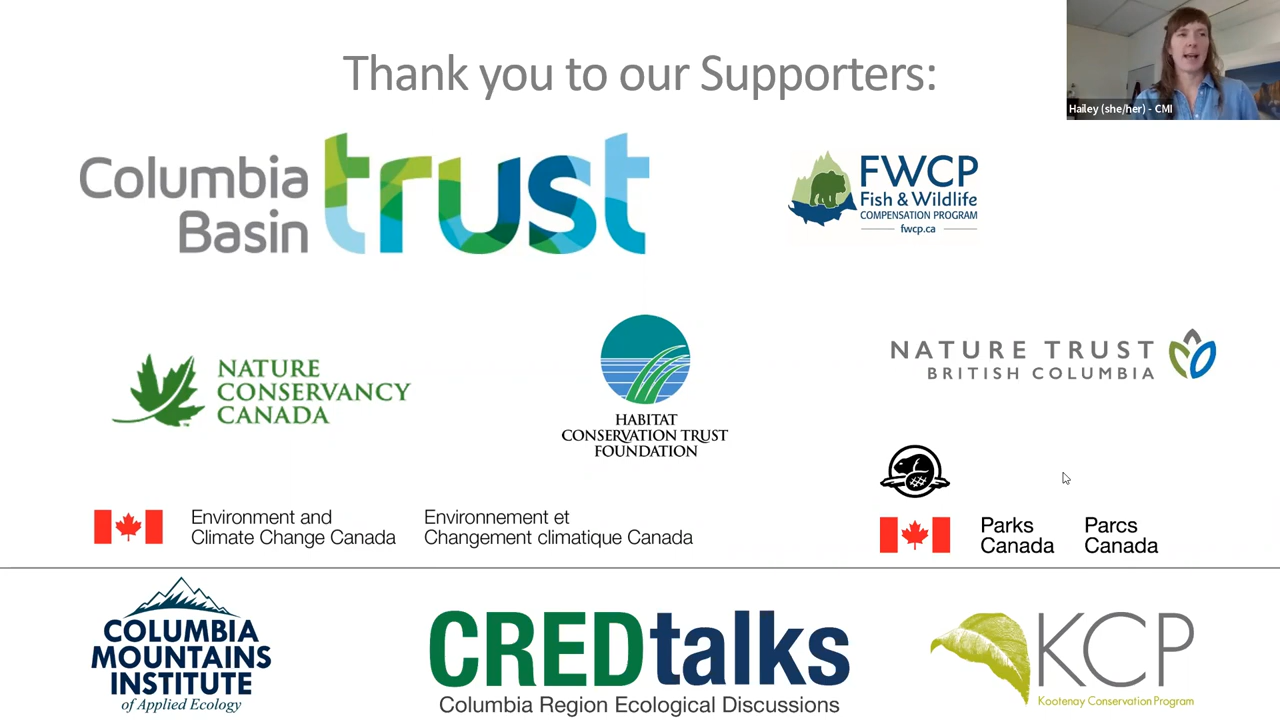 Thank you to our Supporters:
Hailey (she/her) - CMI
Columbia
Basin
trust
FWCP
Fish & Wildlife
COMPENSATION PROGRAM
fwcp.ca
NATURE
CONSERVANCY
CANADA
HABITAT
CONSERVATION TRUST
FOUNDATION
NATURE TRUST
BRITISH COLUMBIA
Environment and
Climate Change Canada
Environnement et
Changement climatique Canada
Parks
Canada
Parcs
Canada
COLUMBIA
MOUNTAINS
INSTITUTE
of Applied Ecology
CREDtalks
Columbia Region Ecological Discussions
KCP
Kootenay Conservation Program